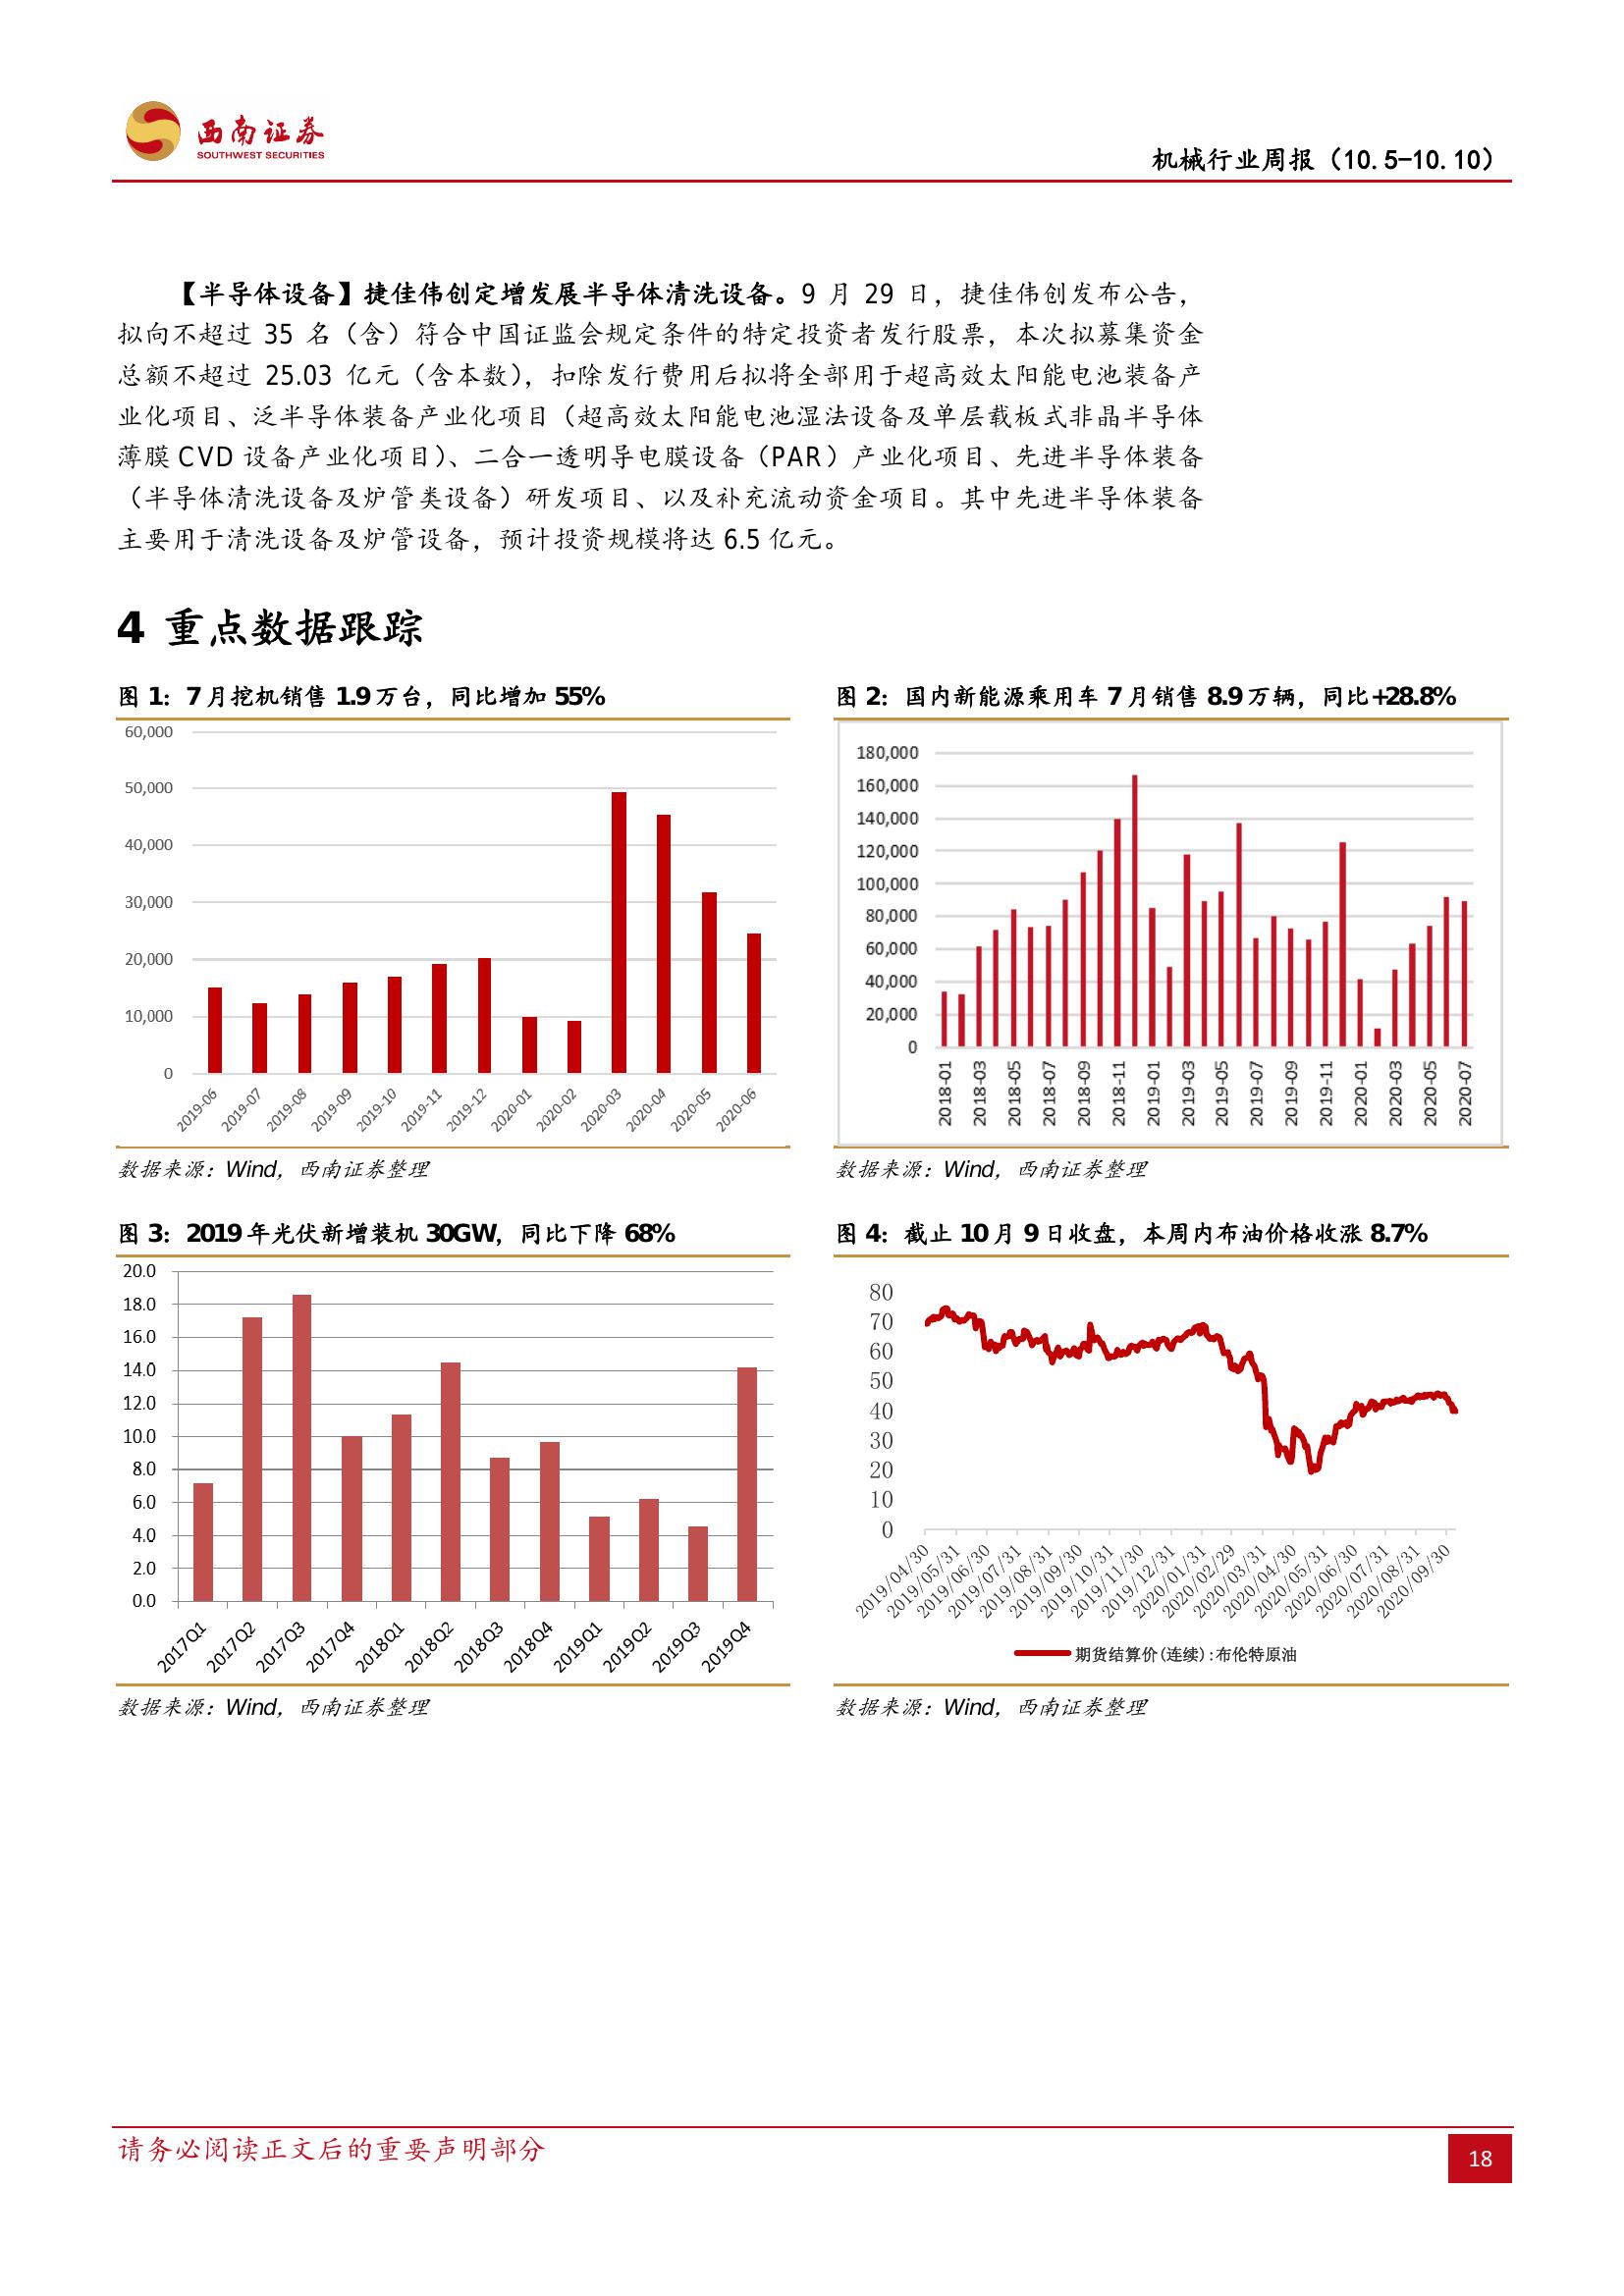 西南证券
SOUTHWEST SECURITIES
机械行业周报（10.5-10.10）
【半导体设备】捷佳伟创定增发展半导体清洗设备。9 月 29 日，捷佳伟创发布公告，
拟向不超过 35 名（含）符合中国证监会规定条件的特定投资者发行股票，本次拟募集资金
总额不超过 25.03 亿元（含本数），扣除发行费用后拟将全部用于超高效太阳能电池装备产
业化项目、泛半导体装备产业化项目（超高效太阳能电池湿法设备及单层载板式非晶半导体
薄膜 CVD 设备产业化项目）、二合一透明导电膜设备（PAR）产业化项目、先进半导体装备
（半导体清洗设备及炉管类设备）研发项目、以及补充流动资金项目。其中先进半导体装备
主要用于清洗设备及炉管设备，预计投资规模将达 6.5 亿元。
4 重点数据跟踪
图 1：7 月挖机销售 1.9 万台，同比增加 55%
60,000
50,000
40,000
30,000
20,000
10,000
0
2019-06 2019-07 2019-08 2019-09 2019-10 2019-11 2019-12 2020-01 2020-02 2020-03 2020-04 2020-05 2020-06
数据来源：Wind，西南证券整理
图 2：国内新能源乘用车 7 月销售 8.9 万辆，同比+28.8%
180,000
160,000
140,000
120,000
100,000
80,000
60,000
40,000
20,000
0
2018-01 2018-03 2018-05 2018-07 2018-09 2018-11 2019-01 2019-03 2019-05 2019-07 2019-09 2019-11 2020-01 2020-03 2020-05 2020-07
数据来源：Wind，西南证券整理
图 3：2019 年光伏新增装机 30GW，同比下降 68%
20.0
18.0
16.0
14.0
12.0
10.0
8.0
6.0
4.0
2.0
0.0
2017Q1 2017Q2 2017Q3 2017Q4 2018Q1 2018Q2 2018Q3 2018Q4 2019Q1 2019Q2 2019Q3 2019Q4
数据来源：Wind，西南证券整理
图 4：截止 10 月 9 日收盘，本周内布油价格收涨 8.7%
80
70
60
50
40
30
20
10
0
2019/04/30 2019/05/31 2019/06/30 2019/07/31 2019/08/31 2019/09/30 2019/10/31 2019/11/30 2019/12/31 2020/01/31 2020/02/29 2020/03/31 2020/04/30 2020/05/31 2020/06/30 2020/07/31 2020/08/31 2020/09/30
期货结算价(连续):布伦特原油
数据来源：Wind，西南证券整理
请务必阅读正文后的重要声明部分
18